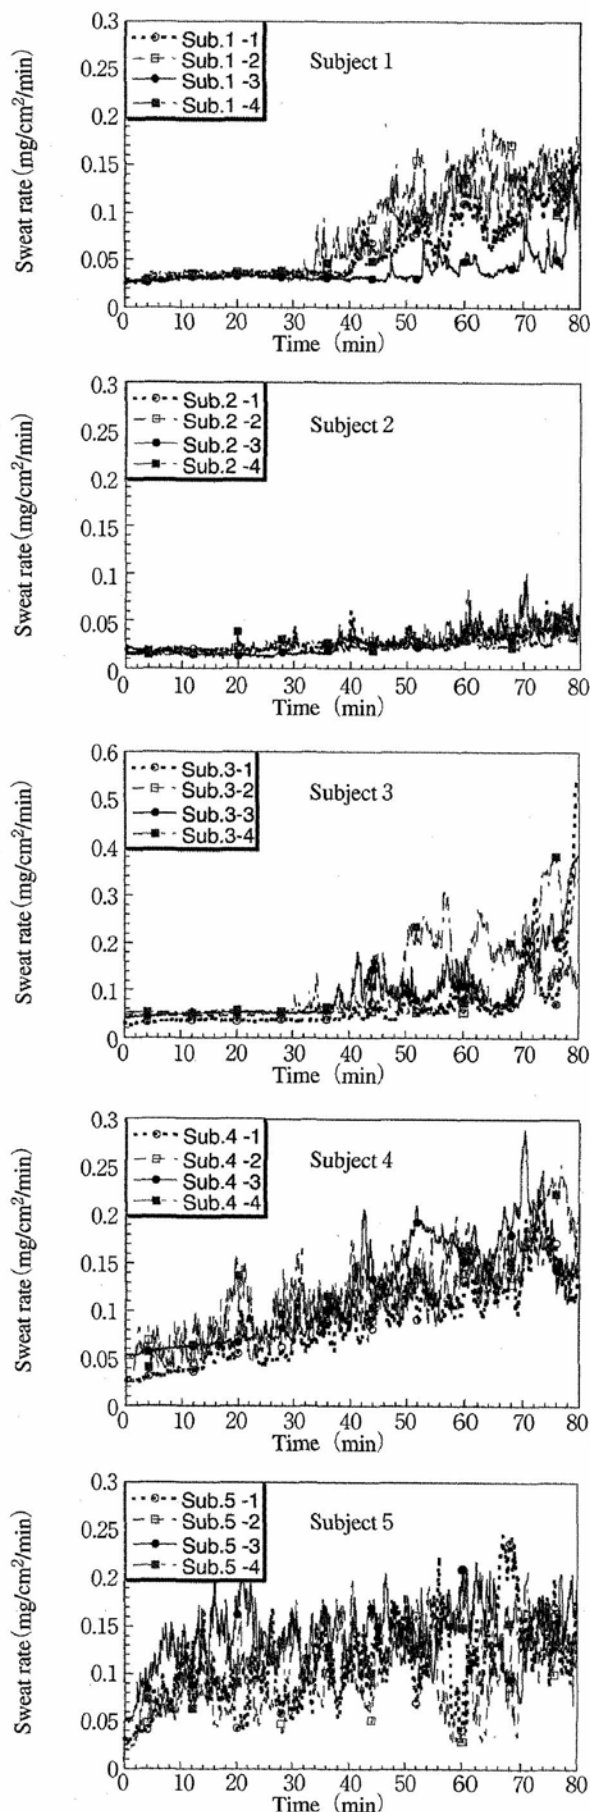 0.3
Sub.1 -1
Sub.1 -2
Sub.1 -3
Sub.1 -4
Subject 1
0.25
0.2
0.15
0.1
0.05
0
Sweat rate (mg/cm²/min)
0 10 20 30 40 50 60 70 80
Time (min)
0.3
Sub.2 -1
Sub.2 -2
Sub.2 -3
Sub.2 -4
Subject 2
0.25
0.2
0.15
0.1
0.05
0
Sweat rate (mg/cm²/min)
0 10 20 30 40 50 60 70 80
Time (min)
0.6
Sub.3-1
Sub.3-2
Sub.3-3
Sub.3-4
Subject 3
0.5
0.4
0.3
0.2
0.1
0
Sweat rate (mg/cm²/min)
0 10 20 30 40 50 60 70 80
Time (min)
0.3
Sub.4 -1
Sub.4 -2
Sub.4 -3
Sub.4 -4
Subject 4
0.25
0.2
0.15
0.1
0.05
0
Sweat rate (mg/cm²/min)
0 10 20 30 40 50 60 70 80
Time (min)
0.3
Sub.5 -1
Sub.5 -2
Sub.5 -3
Sub.5 -4
Subject 5
0.25
0.2
0.15
0.1
0.05
0
Sweat rate (mg/cm²/min)
0 10 20 30 40 50 60 70 80
Time (min)